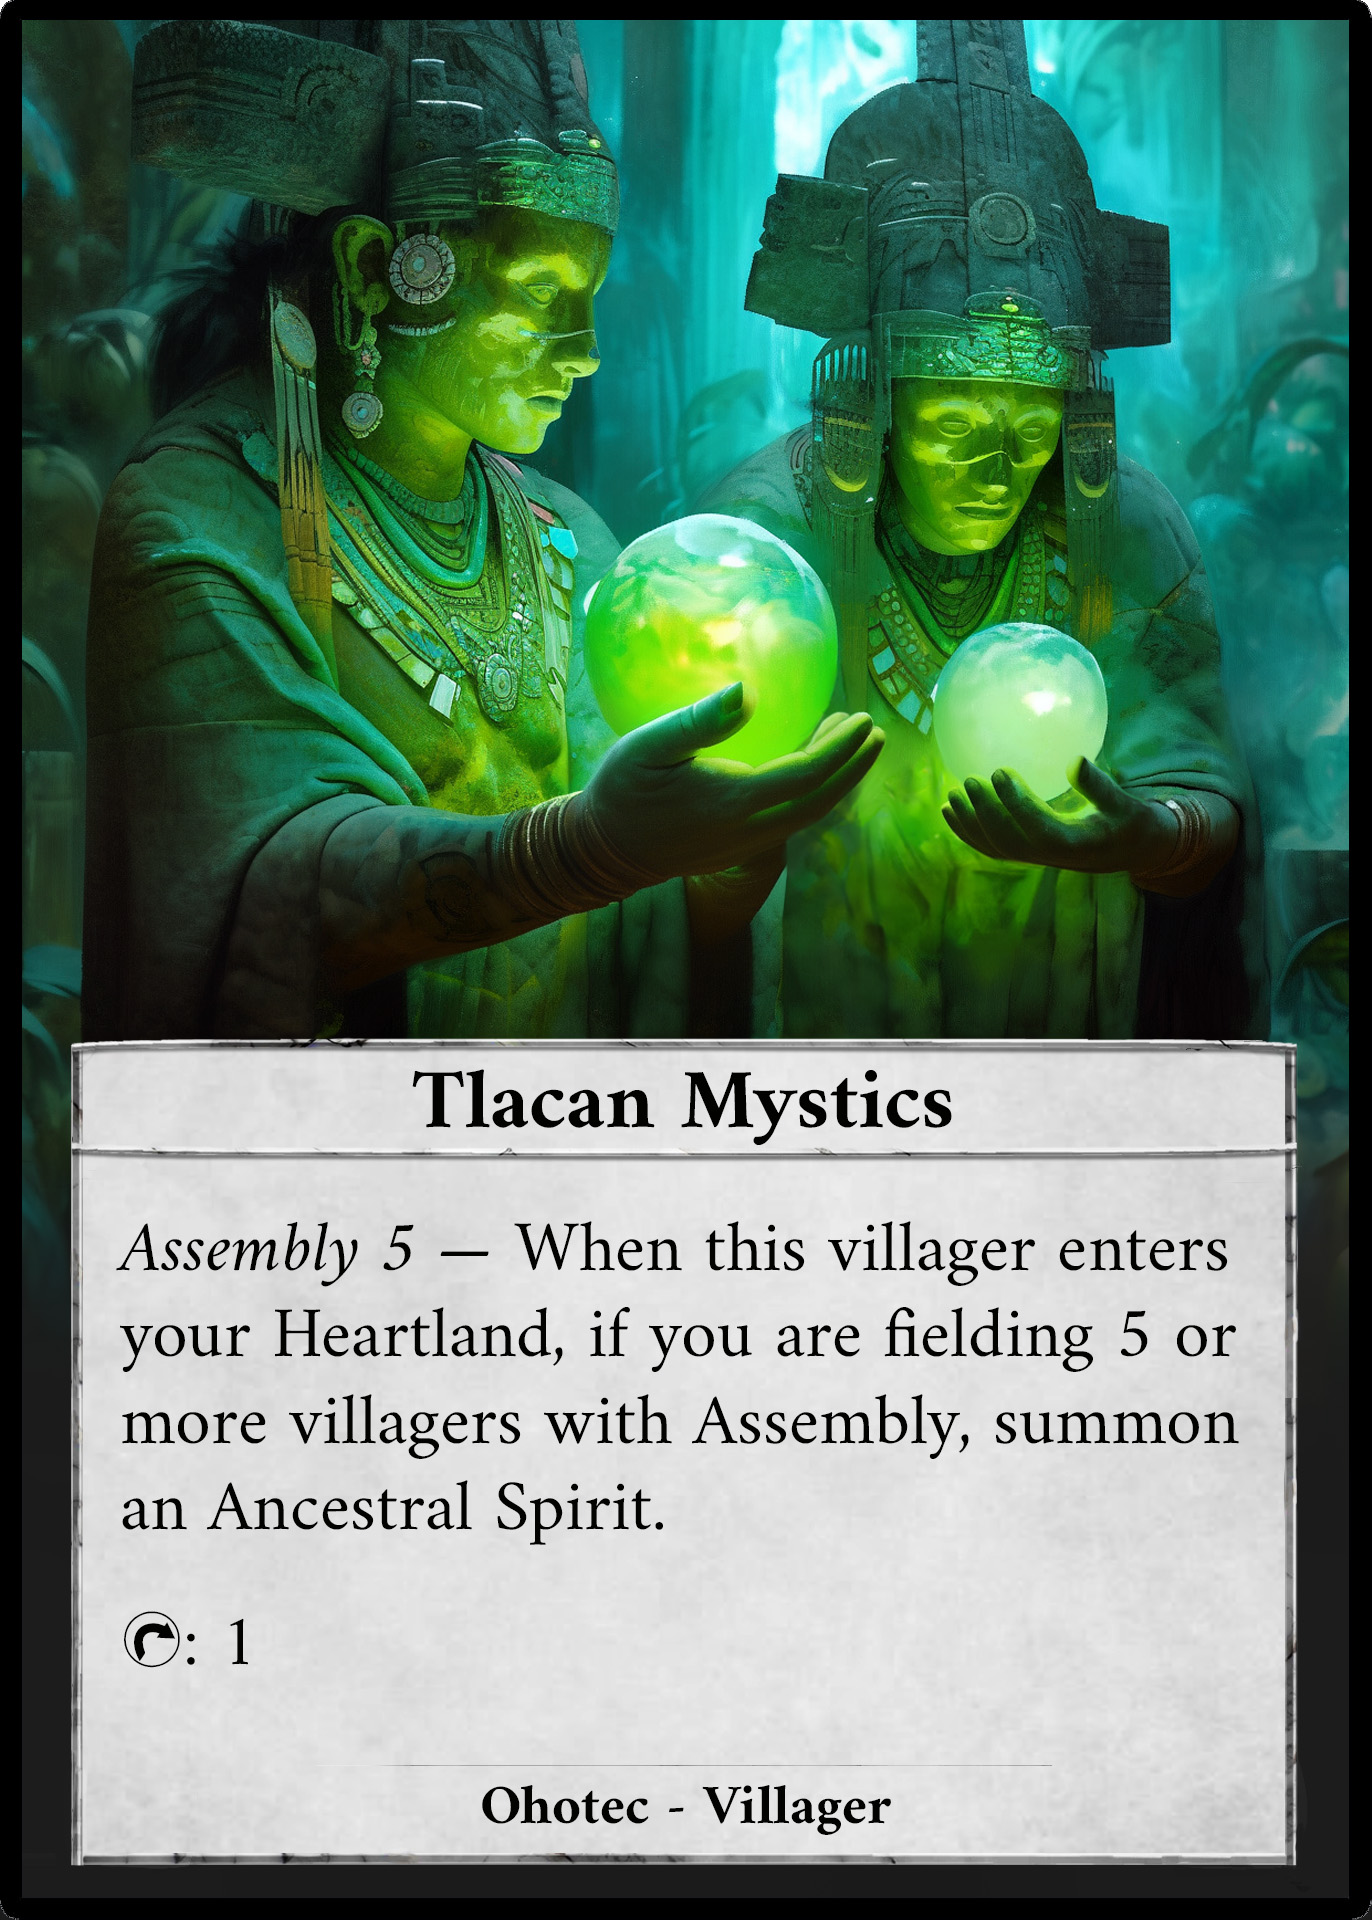 Tlacan Mystics
Assembly 5 — When this villager enters
your Heartland, if you are fielding 5 or
more villagers with Assembly, summon
an Ancestral Spirit.
: 1
Ohotec - Villager